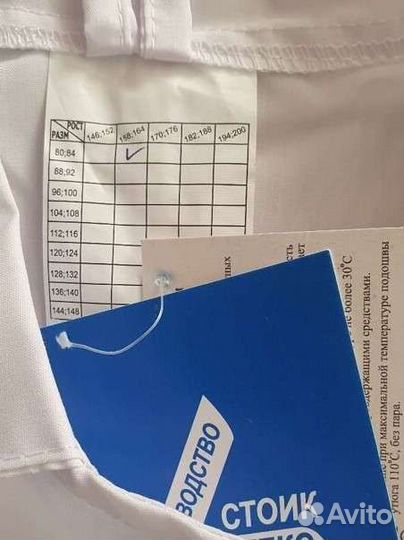 РОСТ
РАЗМ
146;152 158;164 170;176 182;188 194;200
80;84
88;92
96;100
104;108
112;116
120;124
128;132
136;140
144;148
не более 30°С
содержащими средствами.
при максимальной температуре подошвы
утюга 110°С, без пара.
ВОДСТВО
СТОИК
Avito